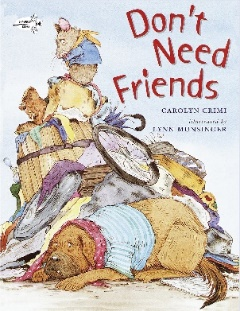 Don't
Need
Friends
CAROLYN CRIMI
illustrated by
LYNN MUNSINGER